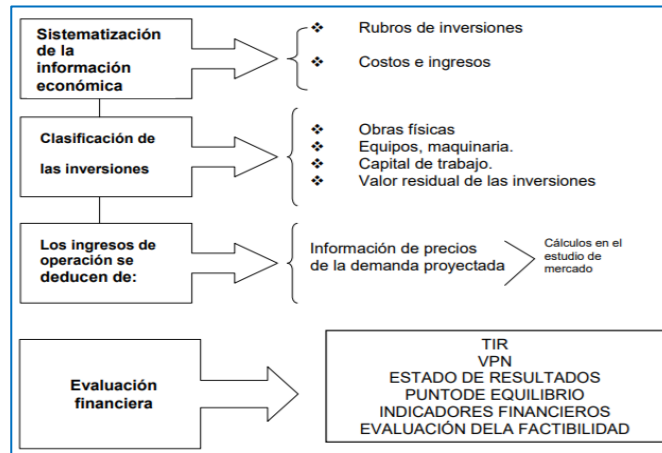 Sistematización
de la
información
económica
❖ Rubros de inversiones
❖ Costos e ingresos
Clasificación de
las inversiones
❖ Obras físicas
❖ Equipos, maquinaria.
❖ Capital de trabajo.
❖ Valor residual de las inversiones
Los ingresos de
operación se
deducen de:
Información de precios
de la demanda proyectada
Cálculos en el
estudio de
mercado
Evaluación
financiera
TIR
VPN
ESTADO DE RESULTADOS
PUNTODE EQUILIBRIO
INDICADORES FINANCIEROS
EVALUACIÓN DELA FACTIBILIDAD